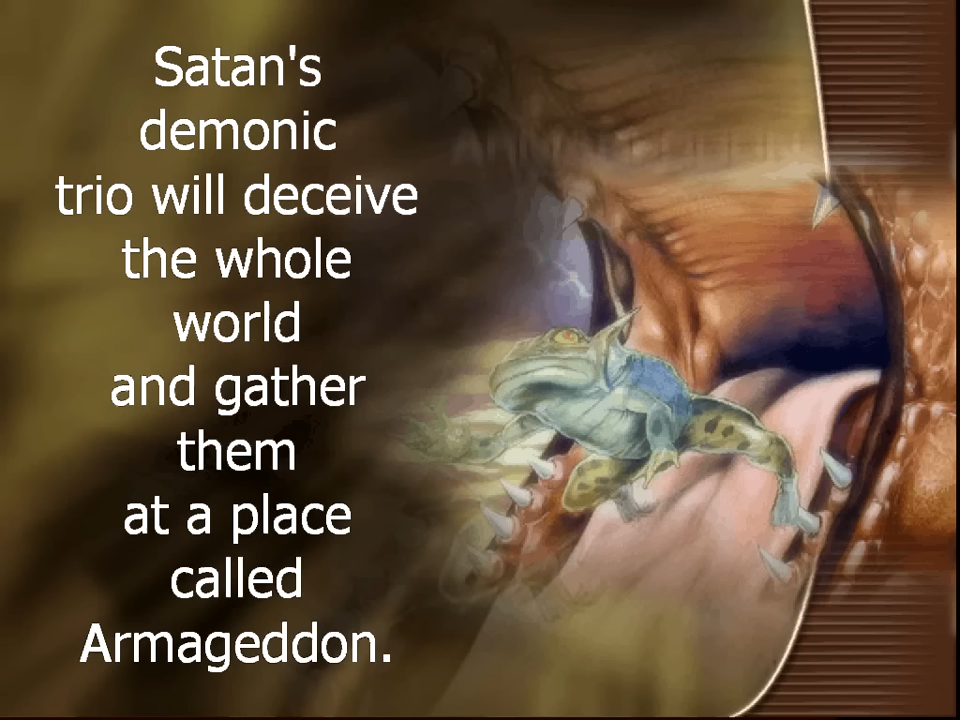 Satan's
demonic
trio will deceive
the whole
world
and gather
them
at a place
called
Armageddon.